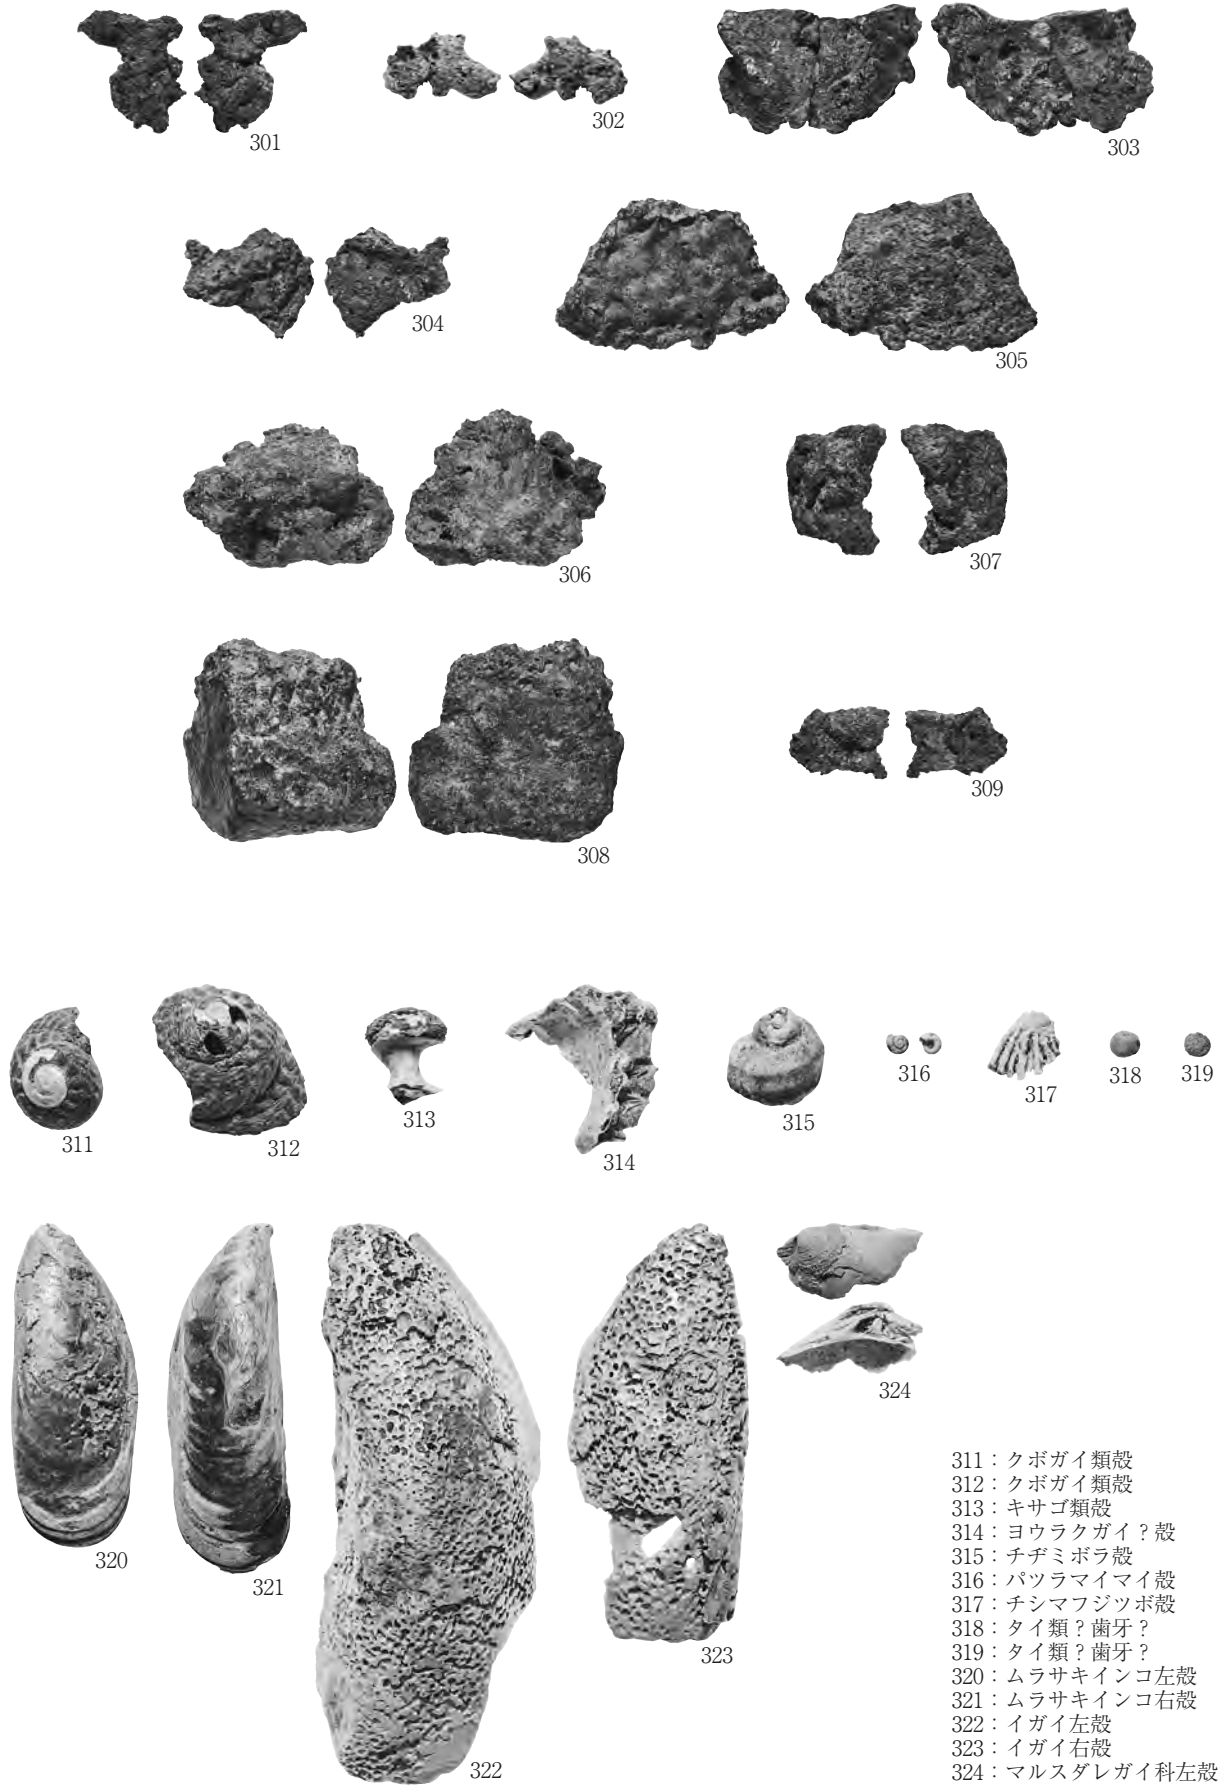 301
302
303
304
305
306
307
308
309
311
312
313
314
315
316
317
318
319
320
321
322
323
324
311：クボガイ類殻
312：クボガイ類殻
313：キサゴ類殻
314：ヨウラクガイ？殻
315：チヂミボラ殻
316：パツラマイマイ殻
317：チシマフジツボ殻
318：タイ類？歯牙？
319：タイ類？歯牙？
320：ムラサキインコ左殻
321：ムラサキインコ右殻
322：イガイ左殻
323：イガイ右殻
324：マルスダレガイ科左殻